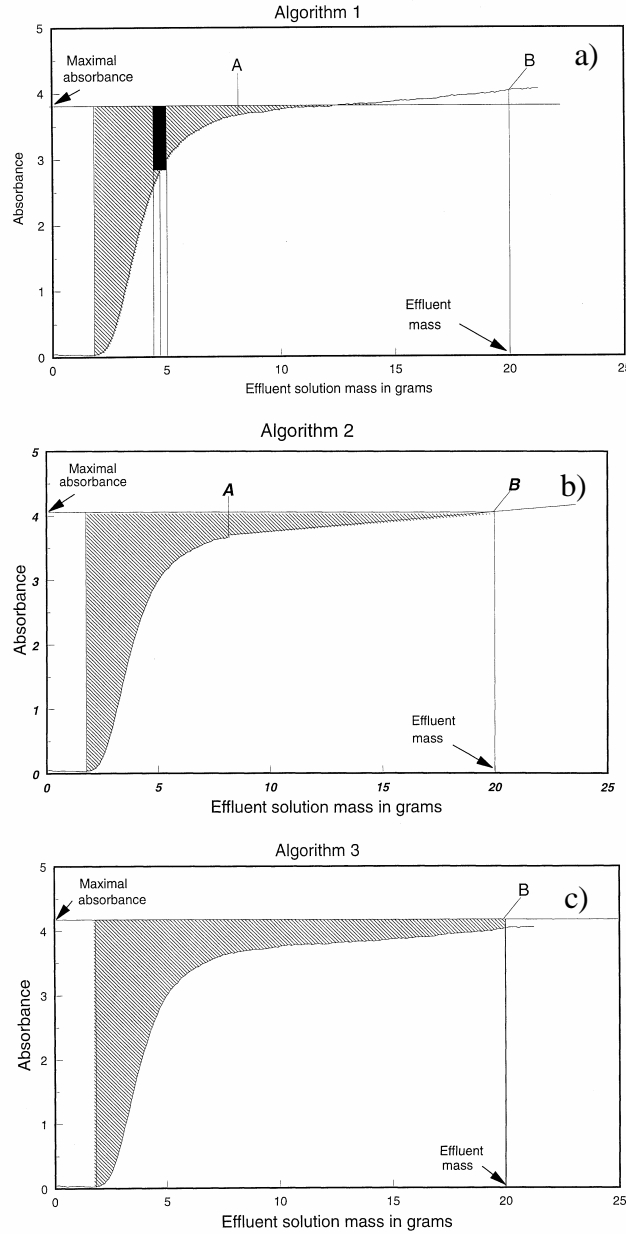 Algorithm 1
a)
5
4
3
2
1
0
Absorbance
Maximal
absorbance
A
B
Effluent
mass
0 5 10 15 20 25
Effluent solution mass in grams
Algorithm 2
b)
5
4
3
2
1
0
Absorbance
Maximal
absorbance
A
B
Effluent
mass
0 5 10 15 20 25
Effluent solution mass in grams
Algorithm 3
c)
5
4
3
2
1
0
Absorbance
Maximal
absorbance
B
Effluent
mass
0 5 10 15 20 25
Effluent solution mass in grams